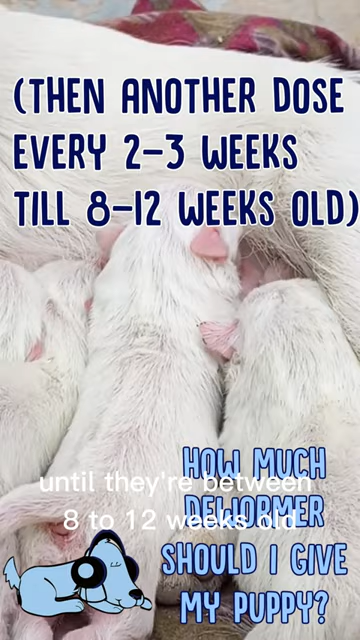 (THEN ANOTHER DOSE
EVERY 2-3 WEEKS
TILL 8-12 WEEKS OLD)
HOW MUCH
until they're between
DEWORMER
8 to 12 weeks old
SHOULD I GIVE
MY PUPPY?